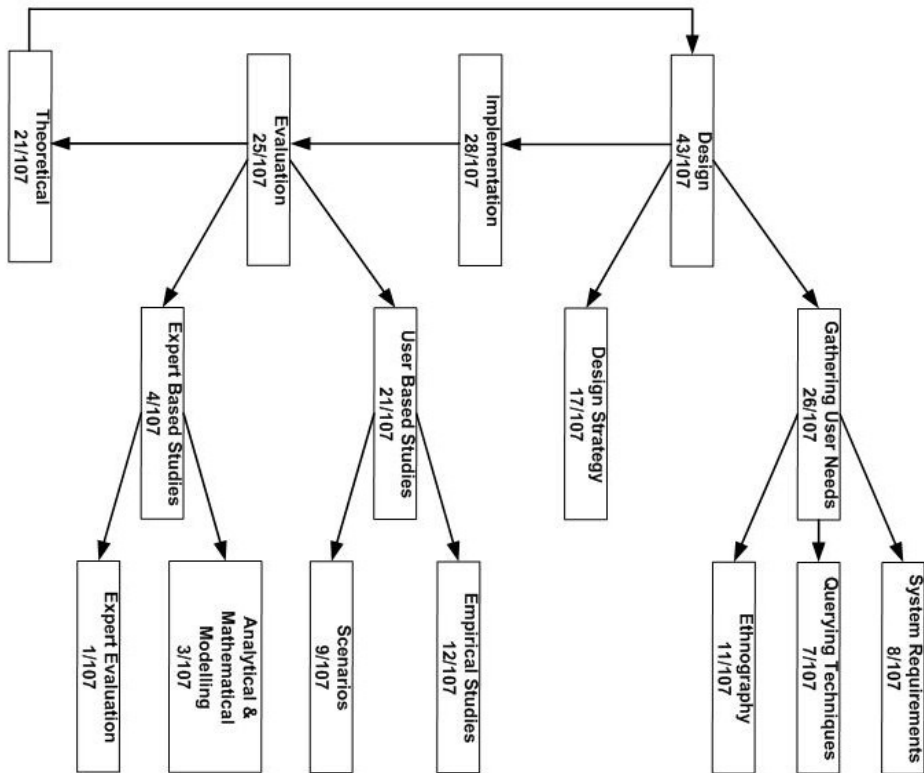 Design
43/107
Implementation
28/107
Evaluation
25/107
Theoretical
21/107
Gathering User Needs
26/107
Design Strategy
17/107
User Based Studies
21/107
Expert Based Studies
4/107
System Requirements
8/107
Querying Techniques
7/107
Ethnography
11/107
Empirical Studies
12/107
Scenarios
9/107
Analytical &
Mathematical
Modelling
3/107
Expert Evaluation
1/107